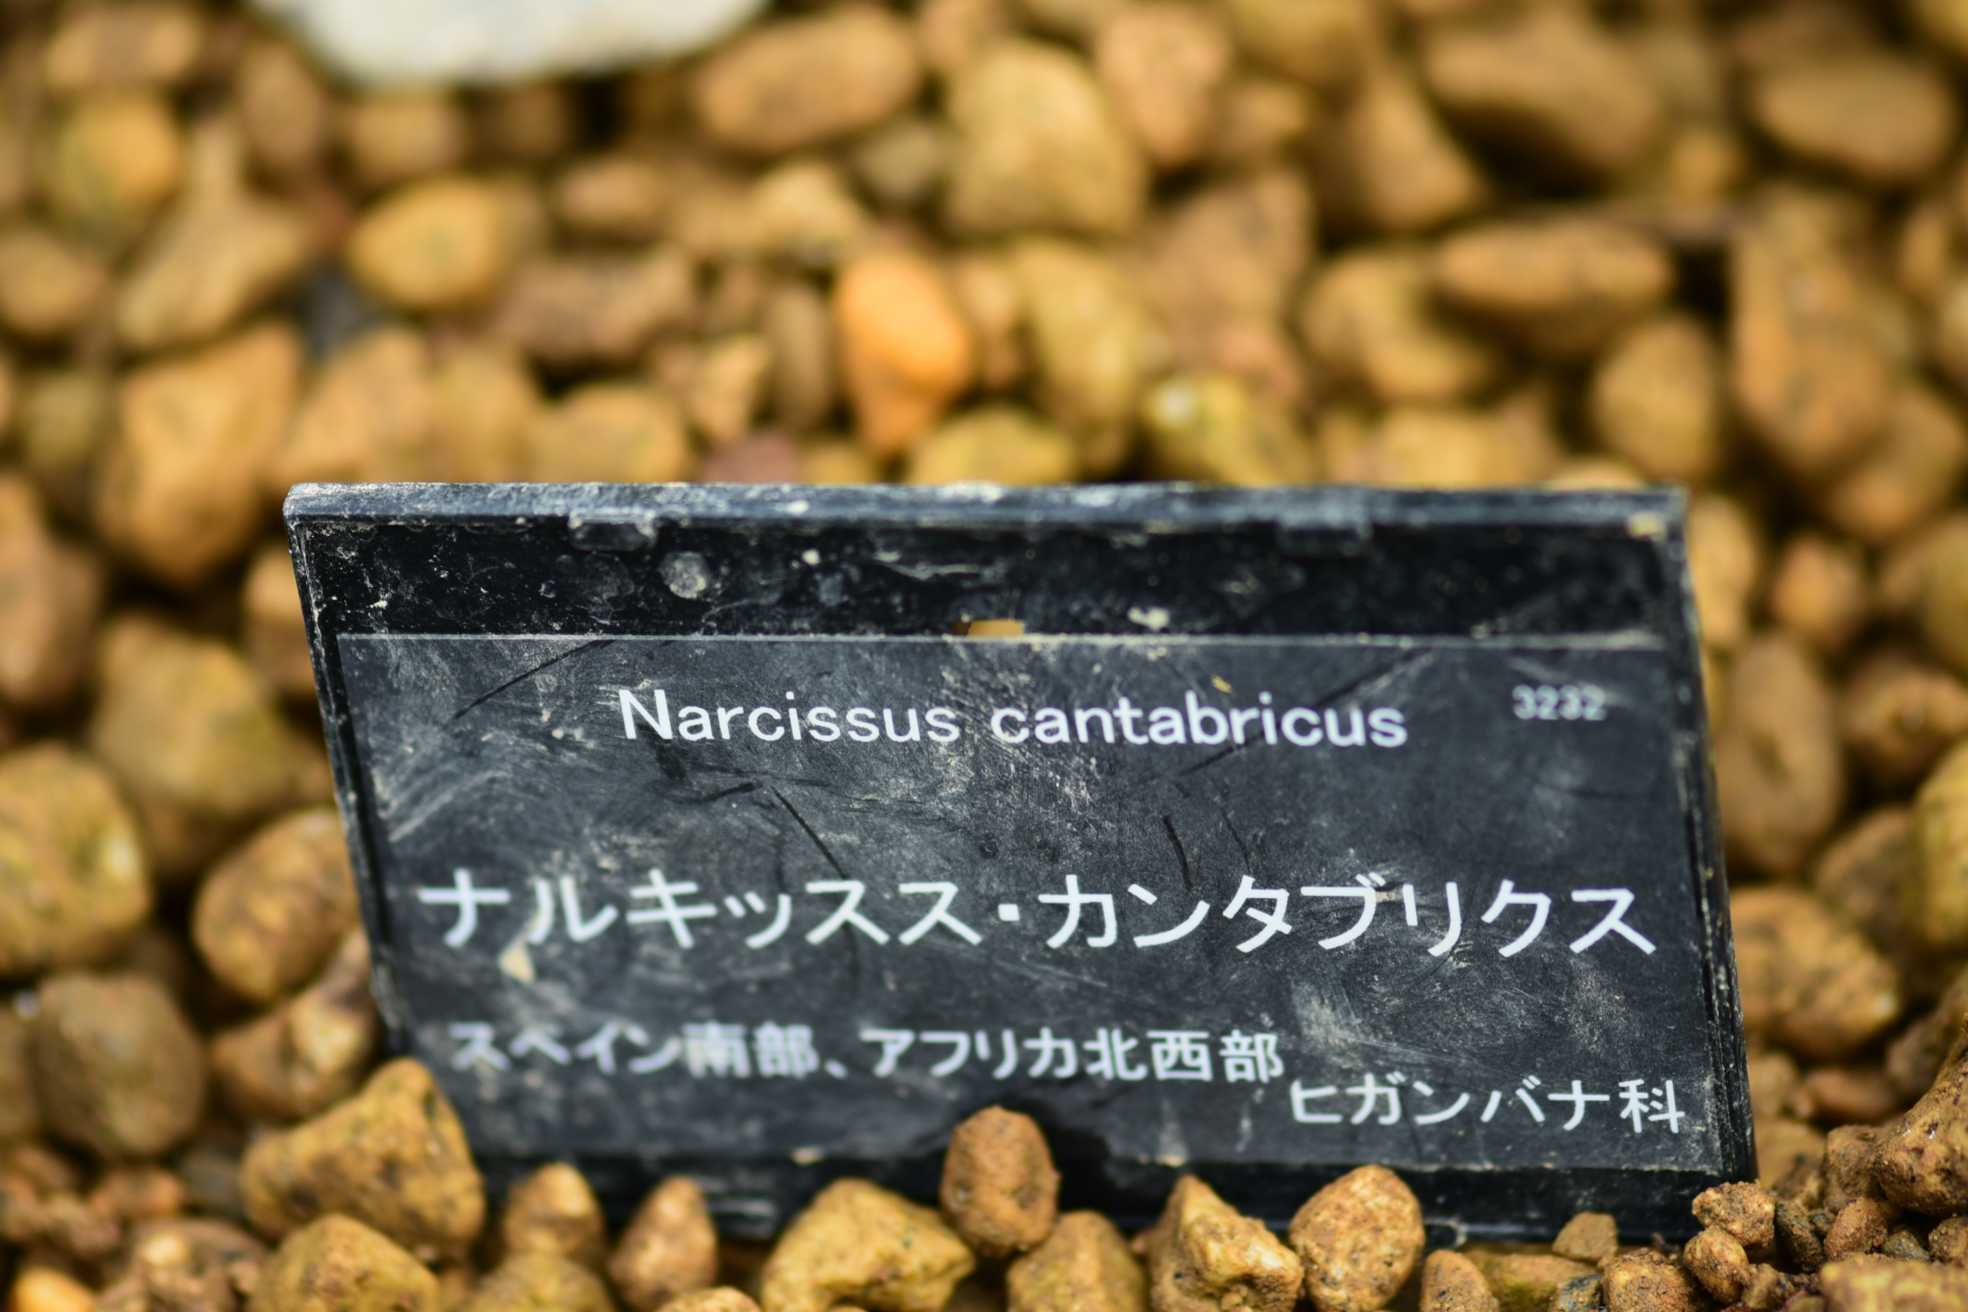 Narcissus cantabricus 3232
ナルキッスス・カンタブリクス
スペイン南部、アフリカ北西部
ヒガンバナ科